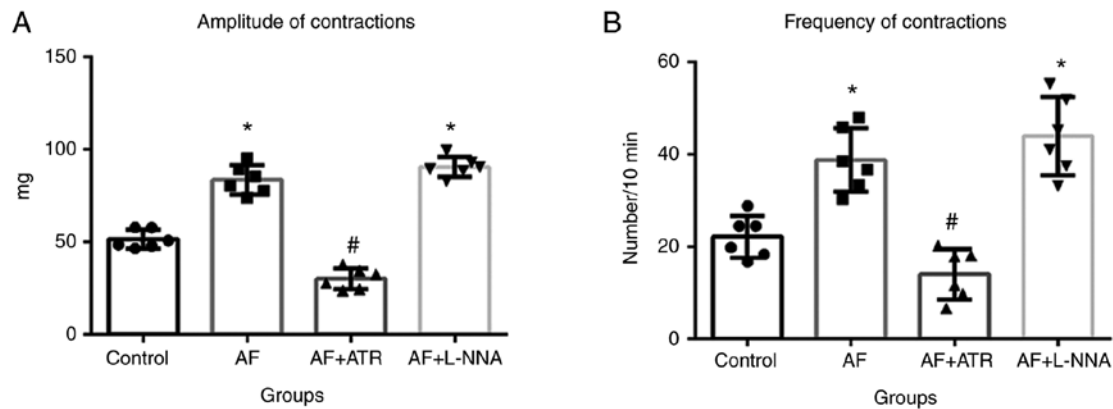 A
Amplitude of contractions
150
100
50
0
mg
*
*
#
Control
AF
AF+ATR
AF+L-NNA
Groups
B
Frequency of contractions
60
40
20
0
Number/10 min
*
*
#
Control
AF
AF+ATR
AF+L-NNA
Groups